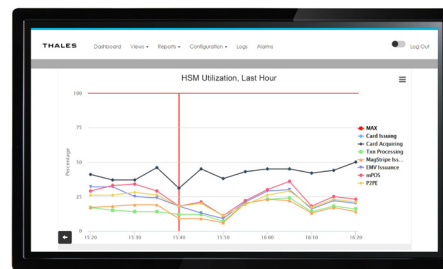 THALES Dashboard Views Reports Configuration Logs Alarms Log Out
HSM Utilization, Last Hour
100
75
50
25
0
Percentage
15:20 15:30 15:40 15:50 16:00 16:10 16:20
MAX
Card Issuing
Card Acquiring
Txn Processing
MagStripe Iss...
EMV Issuance
mPOS
P2PE